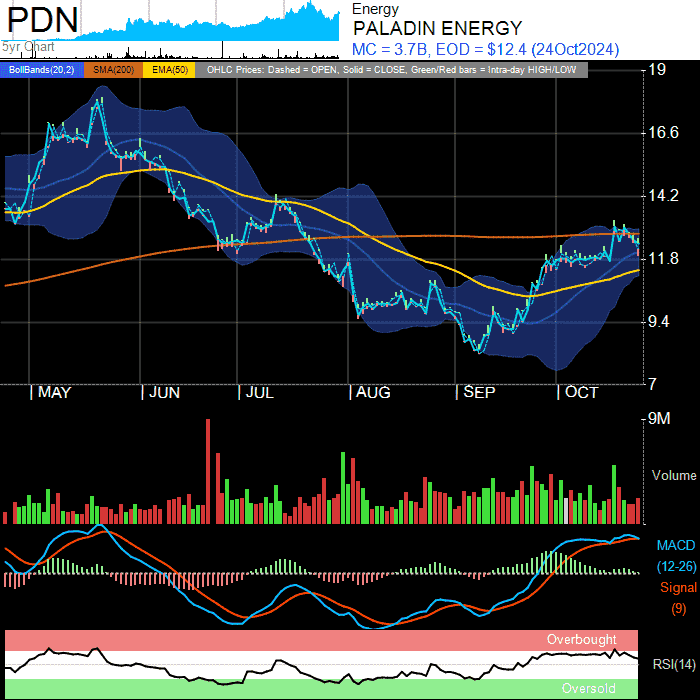 PDN
5yr Chart
Energy
PALADIN ENERGY
MC = 3.7B, EOD = $12.4 (24Oct2024)
BollBands(20,2) SMA(200) EMA(50) OHLC Prices: Dashed = OPEN, Solid = CLOSE, Green/Red bars = Intra-day HIGH/LOW
19
16.6
14.2
11.8
9.4
7
| MAY | JUN | JUL | AUG | SEP | OCT
9M
Volume
MACD
(12-26)
Signal
(9)
Overbought
RSI(14)
Oversold